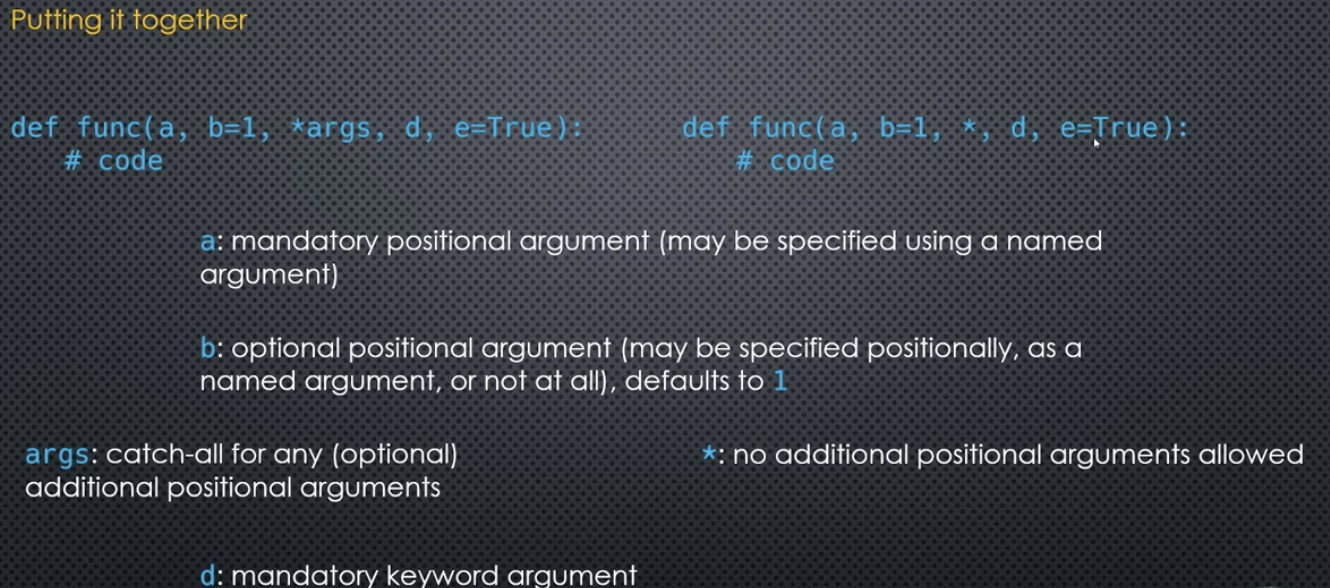 Putting it together
def func(a, b=1, *args, d, e=True):
# code
def func(a, b=1, *, d, e=True):
# code
a: mandatory positional argument (may be specified using a named
argument)
b: optional positional argument (may be specified positionally, as a
named argument, or not at all), defaults to 1
args: catch-all for any (optional)
additional positional arguments
*: no additional positional arguments allowed
d: mandatory keyword argument